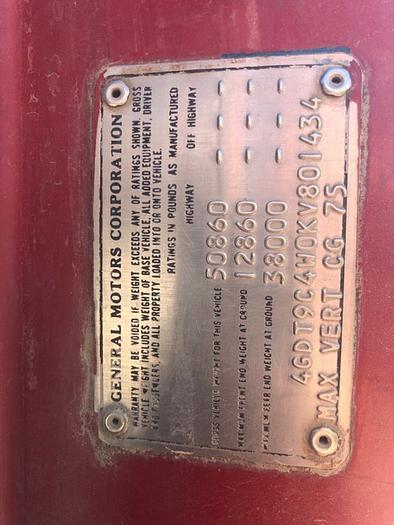 GENERAL MOTORS CORPORATION
WARRANTY MAY BE VOIDED IF WEIGHT EXCEEDS ANY OF RATINGS SHOWN. GROSS
VEHICLE WEIGHT INCLUDES WEIGHT OF BASE VEHICLE, ALL ADDED EQUIPMENT, DRIVER
AND PASSENGERS, AND ALL PROPERTY LOADED INTO OR ONTO VEHICLE.
RATINGS IN POUNDS AS MANUFACTURED
HIGHWAY OFF HIGHWAY
GROSS VEHICLE WEIGHT FOR THIS VEHICLE 50860 - - -
MAXIMUM FRONT END WEIGHT AT GROUND 12860 - - -
MAXIMUM REAR END WEIGHT AT GROUND 38000 - - -
4GDT9C4H0KV801434
MAX VERT CG 75